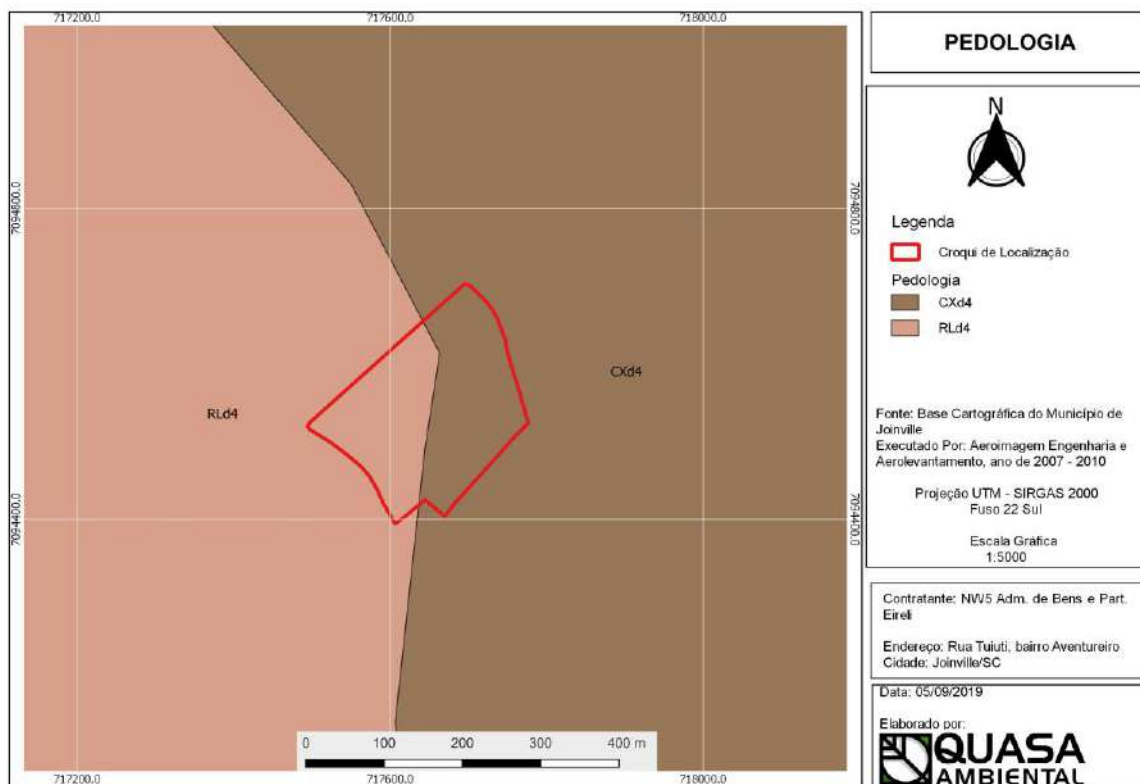 717200.0
717600.0
718000.0
7094800.0
7094800.0
RLd4
CXd4
7094400.0
7094400.0
0 100 200 300 400 m
717200.0
717600.0
718000.0
PEDOLOGIA
N
Legenda
Croqui de Localização
Pedologia
CXd4
RLd4
Fonte: Base Cartográfica do Município de
Joinville
Executado Por: Aeroimagem Engenharia e
Aerolevantamento, ano de 2007 - 2010
Projeção UTM - SIRGAS 2000
Fuso 22 Sul
Escala Gráfica
1:5000
Contratante: NW5 Adm. de Bens e Part.
Eireli
Endereço: Rua Tuiuti, bairro Aventureiro
Cidade: Joinville/SC
Data: 05/09/2019
Elaborado por:
QUASA
AMBIENTAL